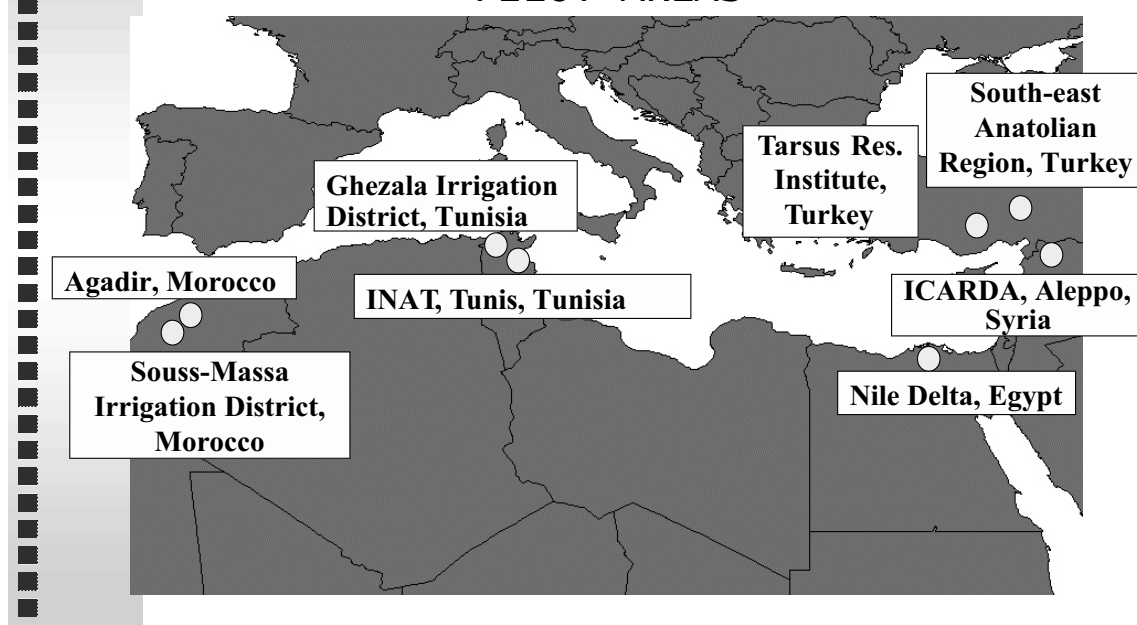 South-east
Anatolian
Region, Turkey
Tarsus Res.
Institute,
Turkey
Ghezala Irrigation
District, Tunisia
Agadir, Morocco
INAT, Tunis, Tunisia
ICARDA, Aleppo,
Syria
Souss-Massa
Irrigation District,
Morocco
Nile Delta, Egypt